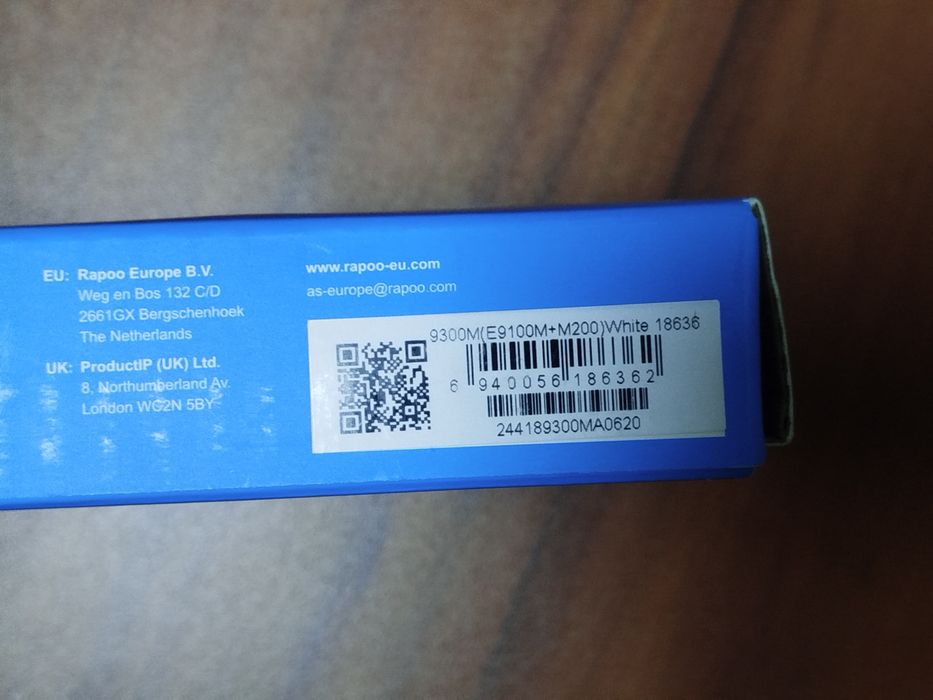 EU: Rapoo Europe B.V.
Weg en Bos 132 C/D
2661GX Bergschenhoek
The Netherlands
UK: ProductIP (UK) Ltd.
8, Northumberland Av.
London WC2N 5BY
www.rapoo-eu.com
as-europe@rapoo.com
9300M(E9100M+M200)White 18636
6 940056 186362
244189300MA0620